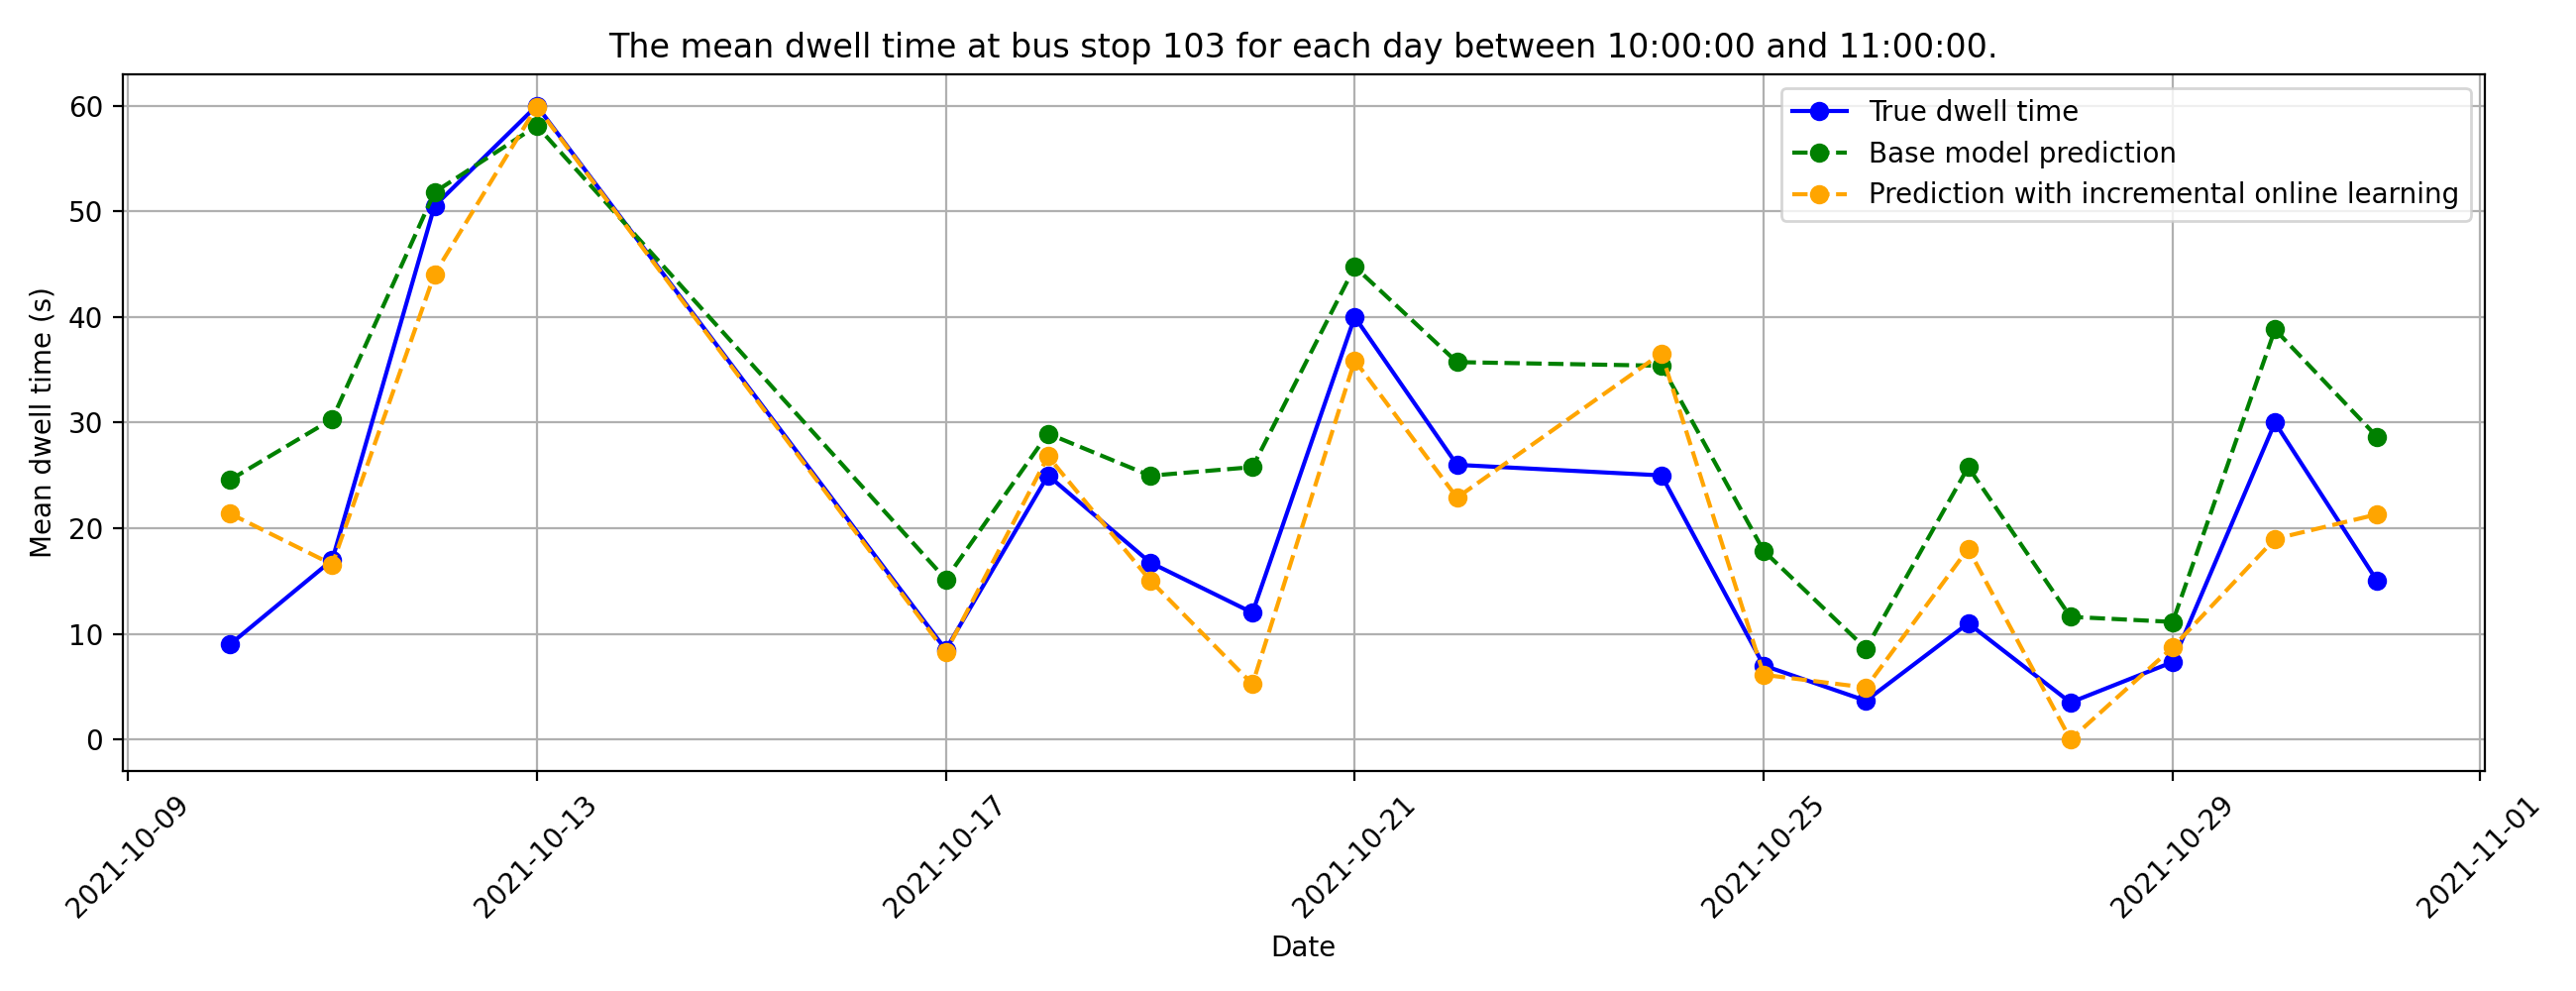 The mean dwell time at bus stop 103 for each day between 10:00:00 and 11:00:00.
True dwell time
Base model prediction
Prediction with incremental online learning
Mean dwell time (s)
60
50
40
30
20
10
0
2021-10-09
2021-10-13
2021-10-17
2021-10-21
2021-10-25
2021-10-29
2021-11-01
Date